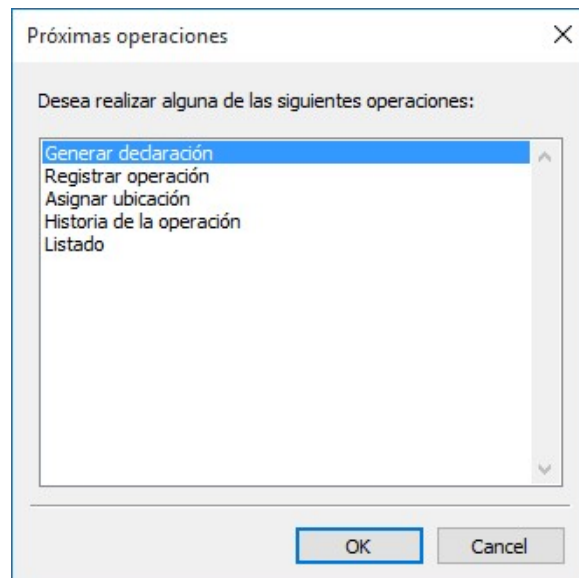 Próximas operaciones
Desea realizar alguna de las siguientes operaciones:
Generar declaración
Registrar operación
Asignar ubicación
Historia de la operación
Listado
OK
Cancel